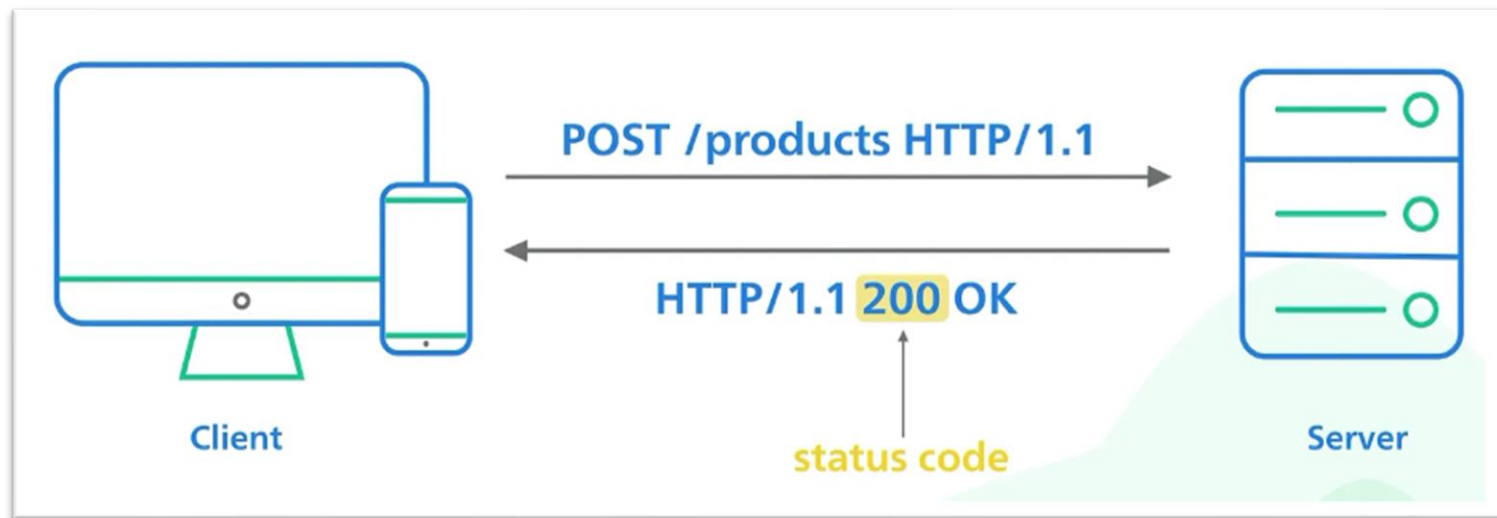 POST /products HTTP/1.1
HTTP/1.1 200 OK
status code
Client
Server